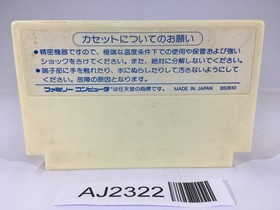 カセットについてのお願い
●精密機器ですので、極端な温度条件下での使用や保管および強い
ショックをさけてください。また、絶対に分解しないでください。
●端子部に手を触れたり、水にぬらしたりして汚さないようにして
ください。故障の原因となります。
ファミリーコンピュータは任天堂の商標です。 MADE IN JAPAN 850610
AJ2322